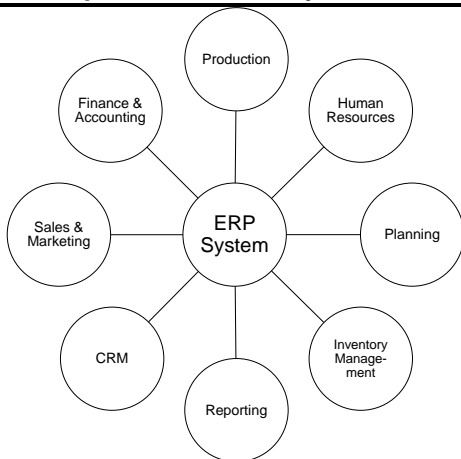 Production
Finance &
Accounting
Human
Resources
ERP
System
Sales &
Marketing
Planning
CRM
Inventory
Manage-
ment
Reporting